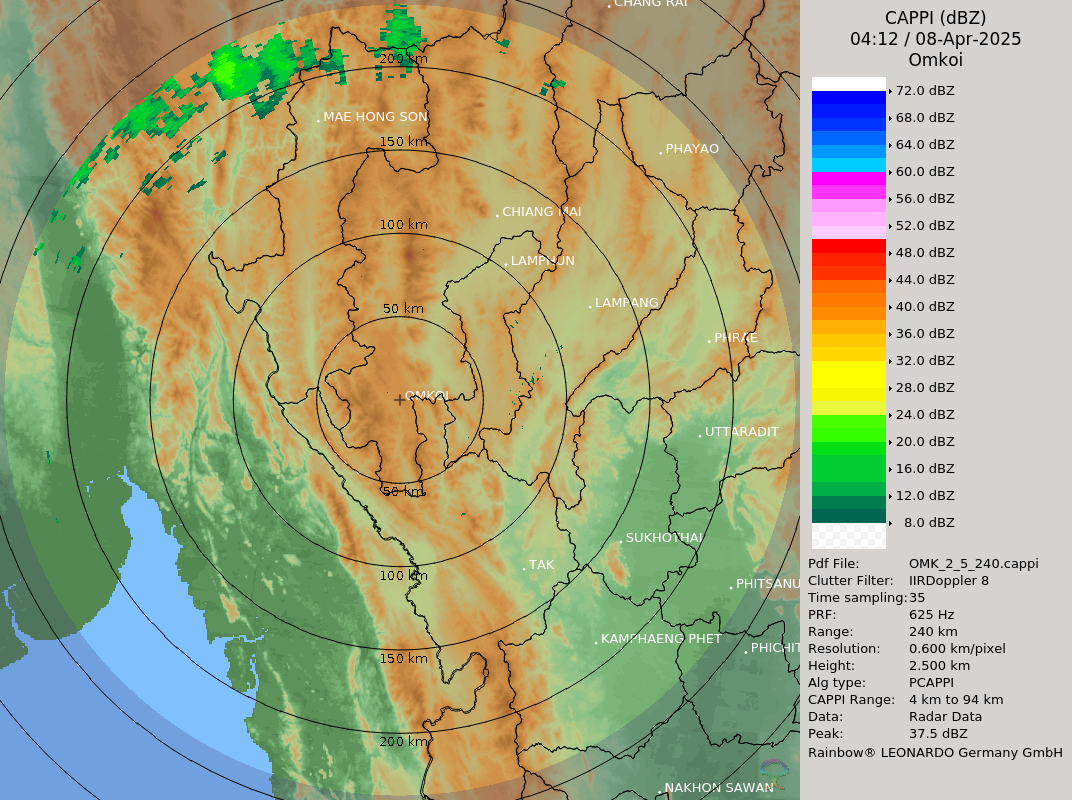 CHANG RAI
200 km
MAE HONG SON
150 km
PHAYAO
CHIANG MAI
100 km
LAMPHUN
LAMPANG
50 km
PHRAE
OMKOI
UTTARADIT
50 km
SUKHOTHAI
TAK
100 km
PHITSANU
KAMPHAENG PHET
PHICHIT
150 km
200 km
NAKHON SAWAN
CAPPI (dBZ)
04:12 / 08-Apr-2025
Omkoi
72.0 dBZ
68.0 dBZ
64.0 dBZ
60.0 dBZ
56.0 dBZ
52.0 dBZ
48.0 dBZ
44.0 dBZ
40.0 dBZ
36.0 dBZ
32.0 dBZ
28.0 dBZ
24.0 dBZ
20.0 dBZ
16.0 dBZ
12.0 dBZ
8.0 dBZ
Pdf File: OMK_2_5_240.cappi
Clutter Filter: IIRDoppler 8
Time sampling: 35
PRF: 625 Hz
Range: 240 km
Resolution: 0.600 km/pixel
Height: 2.500 km
Alg type: PCAPPI
CAPPI Range: 4 km to 94 km
Data: Radar Data
Peak: 37.5 dBZ
Rainbow® LEONARDO Germany GmbH